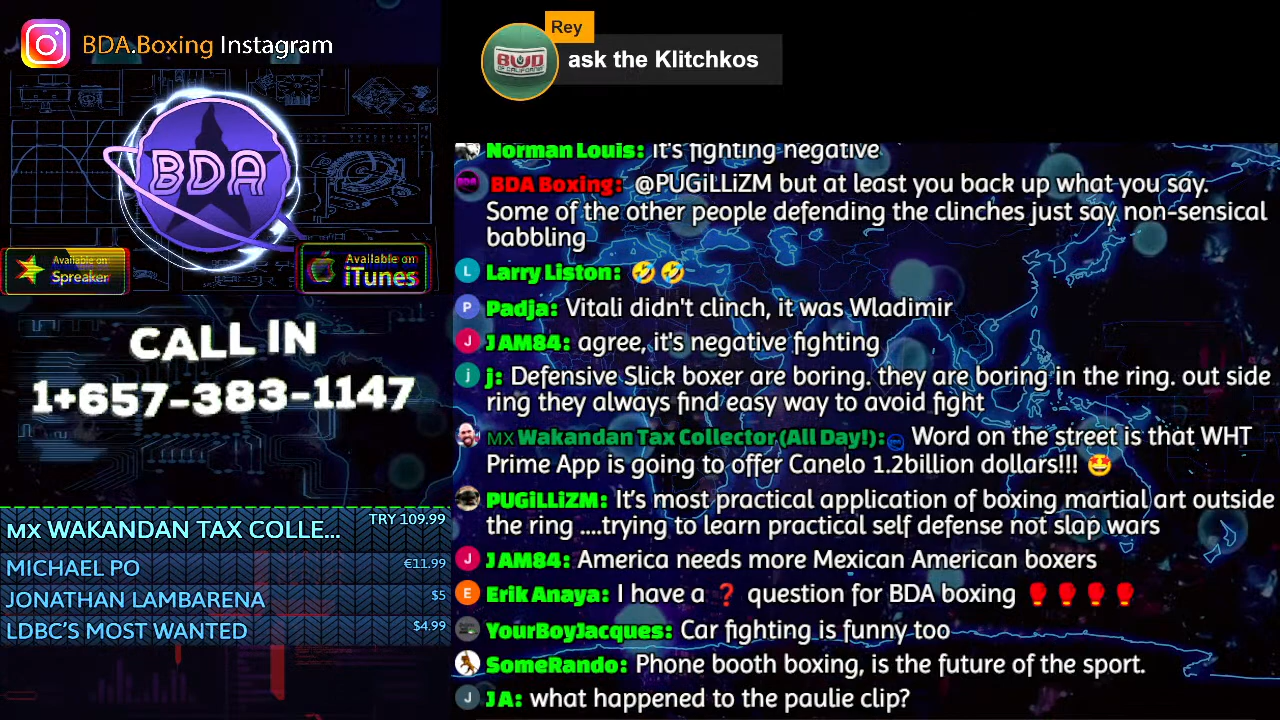 BDA.Boxing Instagram
BDA
Available on
Spreaker
Available on
iTunes
CALL IN
1+657-383-1147
MX WAKANDAN TAX COLLE... TRY 109.99
MICHAEL PO €11.99
JONATHAN LAMBARENA $5
LDBC'S MOST WANTED $4.99
Rey
BUD
OF CALIFORNIA
ask the Klitchkos
Norman Louis: It's fighting negative
BDA Boxing: @PUGiLLiZM but at least you back up what you say.
Some of the other people defending the clinches just say non-sensical
babbling
L Larry Liston: 🤣🤣
P Padja: Vitali didn't clinch, it was Wladimir
J JAM84: agree, it's negative fighting
j j: Defensive Slick boxer are boring. they are boring in the ring. out side
ring they always find easy way to avoid fight
MX Wakandan Tax Collector (All Day!): Word on the street is that WHT
Prime App is going to offer Canelo 1.2billion dollars!!! 🤩
PUGiLLiZM: It's most practical application of boxing martial art outside
the ring ....trying to learn practical self defense not slap wars
J JAM84: America needs more Mexican American boxers
E Erik Anaya: I have a ❓ question for BDA boxing 🥊🥊🥊🥊
YourBoyJacques: Car fighting is funny too
SomeRando: Phone booth boxing, is the future of the sport.
J JA: what happened to the paulie clip?